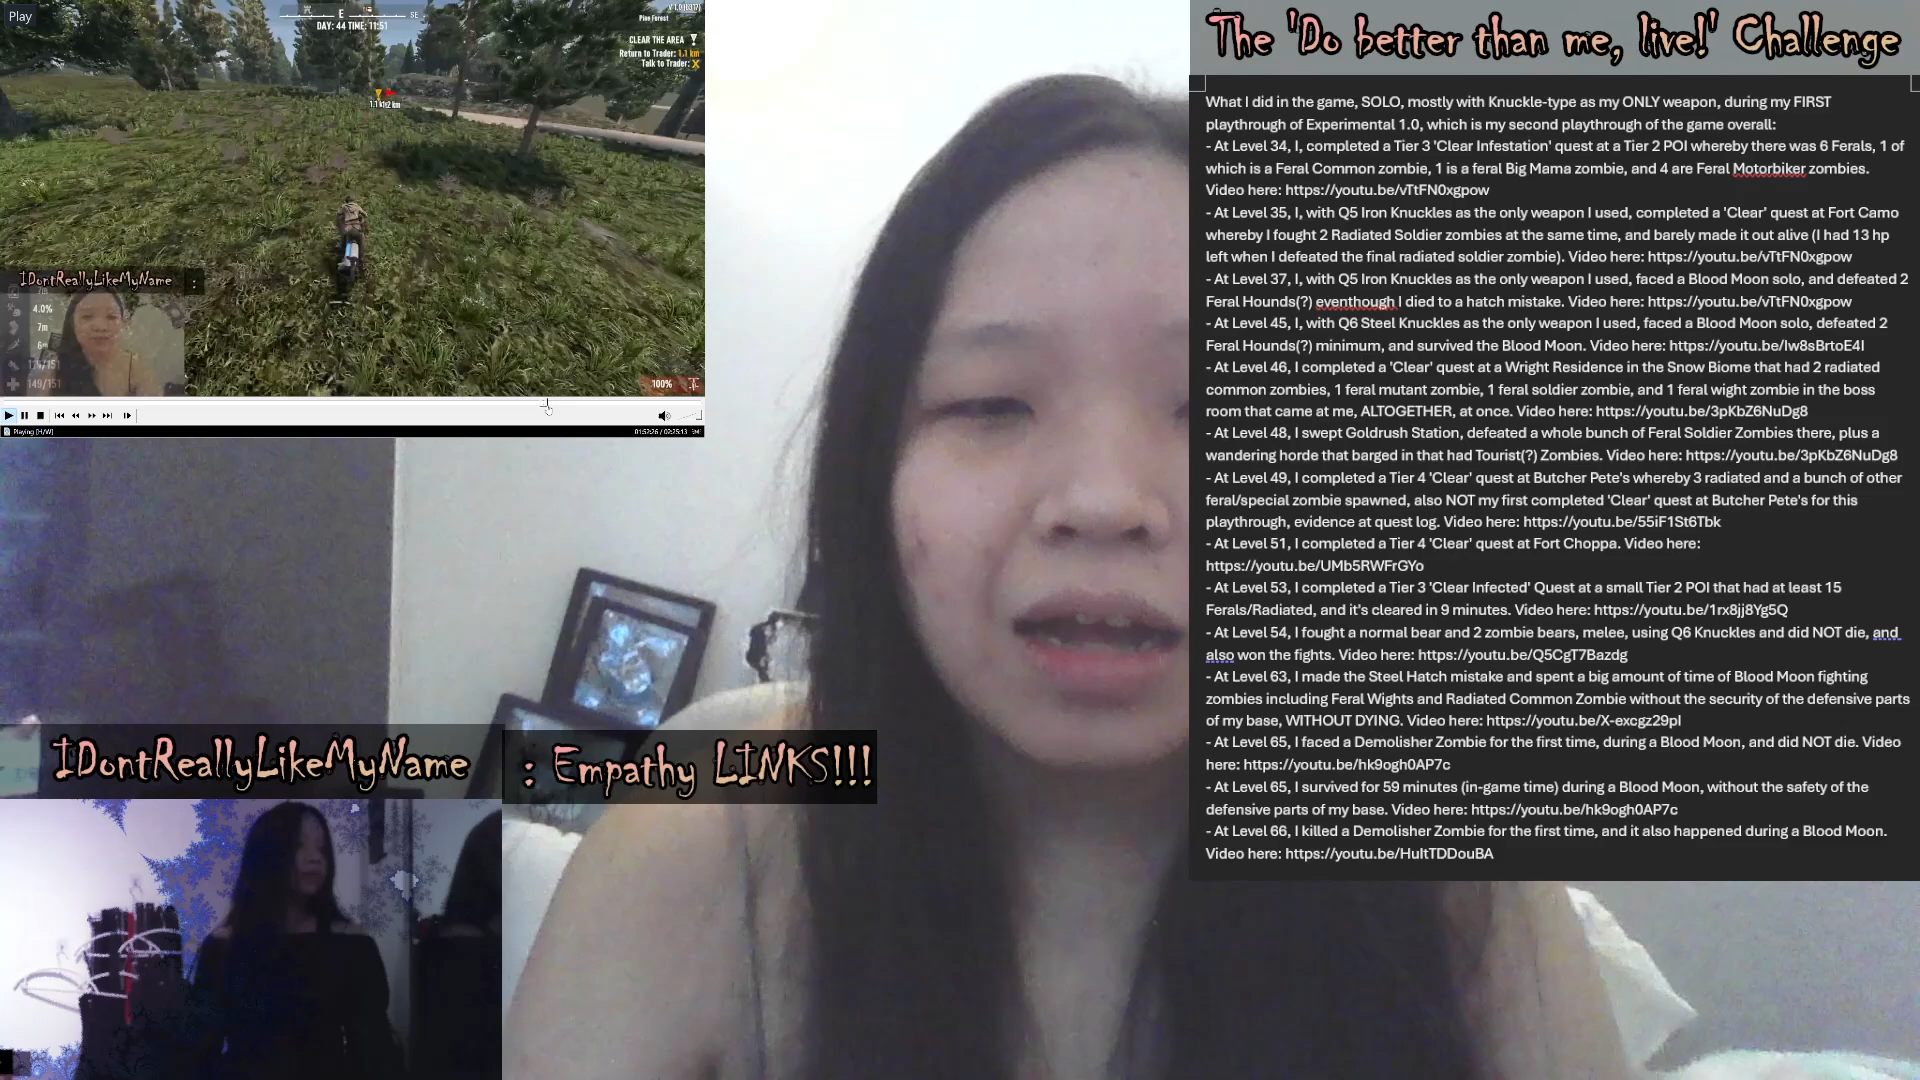 Play
E
SE
DAY: 44 TIME: 11:51
Pine Forest
CLEAR THE AREA
Return to Trader: 1.1 km
Talk to Trader: X
IDontReallyLikeMyName
:
4.0%
7m
149/151
100%
Playing [H/W]
01:52:26 / 02:25:13
IDontReallyLikeMyName
: Empathy LINKS!!!
The 'Do better than me, live!' Challenge
What I did in the game, SOLO, mostly with Knuckle-type as my ONLY weapon, during my FIRST
playthrough of Experimental 1.0, which is my second playthrough of the game overall:
- At Level 34, I, completed a Tier 3 'Clear Infestation' quest at a Tier 2 POI whereby there was 6 Ferals, 1 of
which is a Feral Common zombie, 1 is a feral Big Mama zombie, and 4 are Feral Motorbiker zombies.
Video here: https://youtu.be/vTtFN0xgpow
- At Level 35, I, with Q5 Iron Knuckles as the only weapon I used, completed a 'Clear' quest at Fort Camo
whereby I fought 2 Radiated Soldier zombies at the same time, and barely made it out alive (I had 13 hp
left when I defeated the final radiated soldier zombie). Video here: https://youtu.be/vTtFN0xgpow
- At Level 37, I, with Q5 Iron Knuckles as the only weapon I used, faced a Blood Moon solo, and defeated 2
Feral Hounds(?) eventhough I died to a hatch mistake. Video here: https://youtu.be/vTtFN0xgpow
- At Level 45, I, with Q6 Steel Knuckles as the only weapon I used, faced a Blood Moon solo, defeated 2
Feral Hounds(?) minimum, and survived the Blood Moon. Video here: https://youtu.be/Iw8sBrtoE4I
- At Level 46, I completed a 'Clear' quest at a Wright Residence in the Snow Biome that had 2 radiated
common zombies, 1 feral mutant zombie, 1 feral soldier zombie, and 1 feral wight zombie in the boss
room that came at me, ALTOGETHER, at once. Video here: https://youtu.be/3pKbZ6NuDg8
- At Level 48, I swept Goldrush Station, defeated a whole bunch of Feral Soldier Zombies there, plus a
wandering horde that barged in that had Tourist(?) Zombies. Video here: https://youtu.be/3pKbZ6NuDg8
- At Level 49, I completed a Tier 4 'Clear' quest at Butcher Pete's whereby 3 radiated and a bunch of other
feral/special zombie spawned, also NOT my first completed 'Clear' quest at Butcher Pete's for this
playthrough, evidence at quest log. Video here: https://youtu.be/55iF1St6Tbk
- At Level 51, I completed a Tier 4 'Clear' quest at Fort Choppa. Video here:
https://youtu.be/UMb5RWFrGYo
- At Level 53, I completed a Tier 3 'Clear Infected' Quest at a small Tier 2 POI that had at least 15
Ferals/Radiated, and it's cleared in 9 minutes. Video here: https://youtu.be/1rx8jj8Yg5Q
- At Level 54, I fought a normal bear and 2 zombie bears, melee, using Q6 Knuckles and did NOT die, and
also won the fights. Video here: https://youtu.be/Q5CgT7Bazdg
- At Level 63, I made the Steel Hatch mistake and spent a big amount of time of Blood Moon fighting
zombies including Feral Wights and Radiated Common Zombie without the security of the defensive parts
of my base, WITHOUT DYING. Video here: https://youtu.be/X-excgz29pI
- At Level 65, I faced a Demolisher Zombie for the first time, during a Blood Moon, and did NOT die. Video
here: https://youtu.be/hk9ogh0AP7c
- At Level 65, I survived for 59 minutes (in-game time) during a Blood Moon, without the safety of the
defensive parts of my base. Video here: https://youtu.be/hk9ogh0AP7c
- At Level 66, I killed a Demolisher Zombie for the first time, and it also happened during a Blood Moon.
Video here: https://youtu.be/HuItTDDouBA